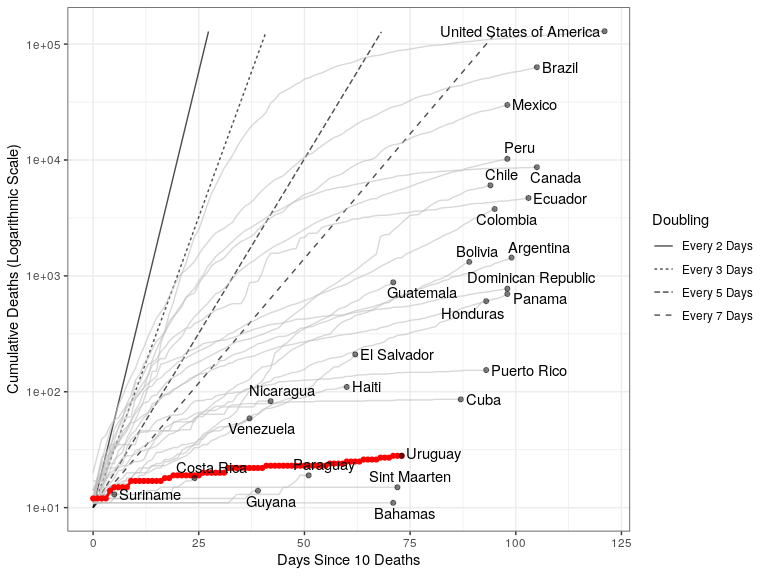 United States of America
1e+05
Brazil
Mexico
Peru
1e+04
Chile
Canada
Ecuador
Colombia
Bolivia
Argentina
1e+03
Dominican Republic
Guatemala
Panama
Honduras
El Salvador
Puerto Rico
Nicaragua
Haiti
1e+02
Cuba
Venezuela
Uruguay
Costa Rica
Paraguay
Sint Maarten
Suriname
Guyana
1e+01
Bahamas
0
25
50
75
100
125
Days Since 10 Deaths
Cumulative Deaths (Logarithmic Scale)
Doubling
Every 2 Days
Every 3 Days
Every 5 Days
Every 7 Days